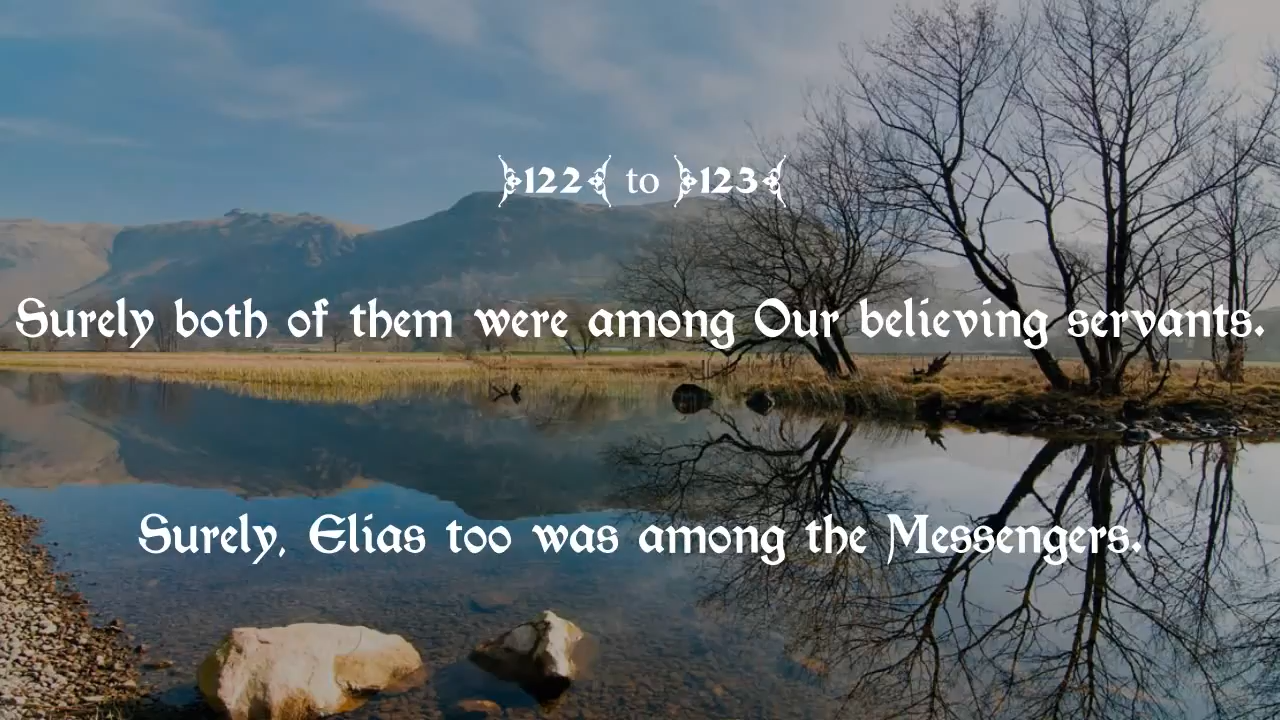 122 to 123
Surely both of them were among Our believing servants.
Surely, Elias too was among the Messengers.